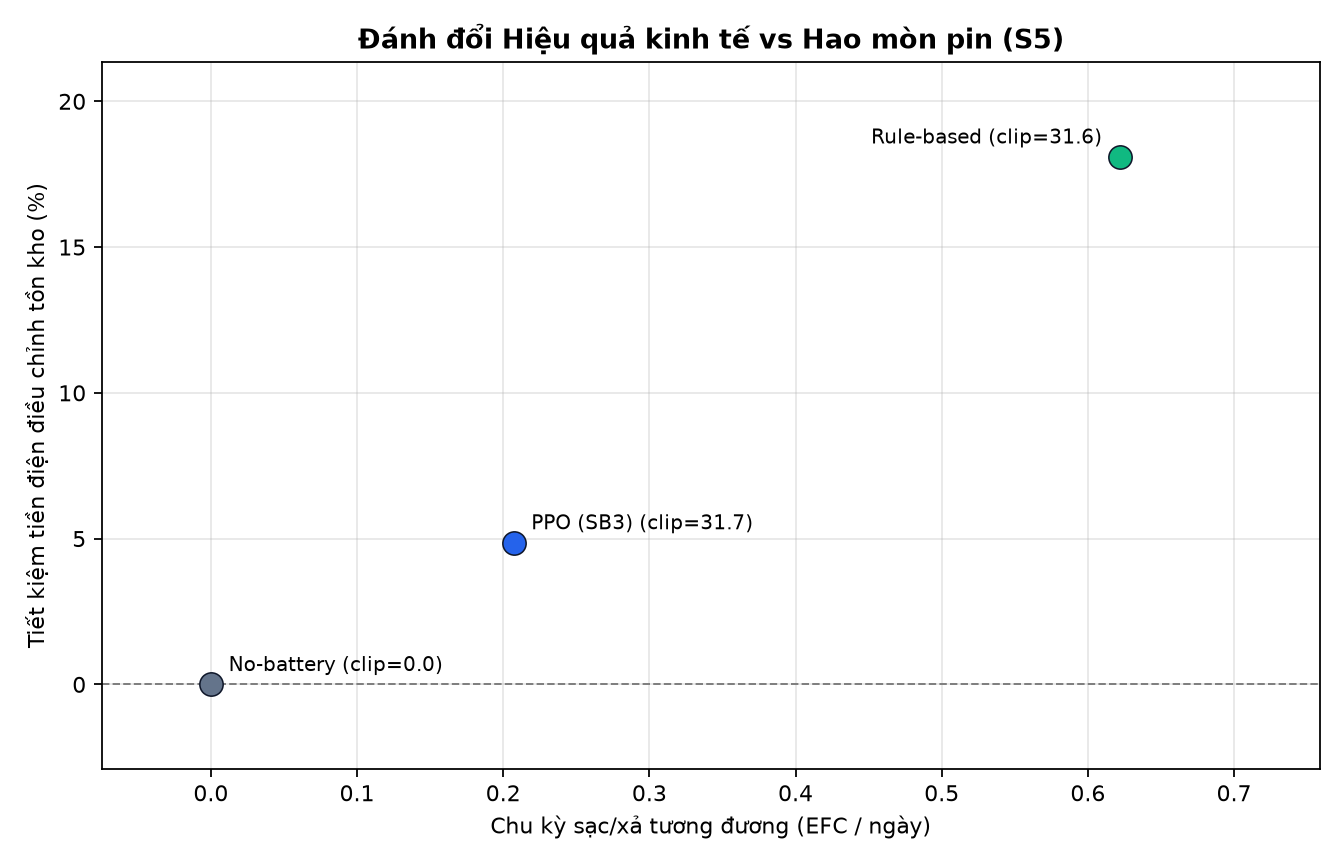 Đánh đổi Hiệu quả kinh tế vs Hao mòn pin (S5)
Tiết kiệm tiền điện điều chỉnh tồn kho (%)
20
15
10
5
0
Rule-based (clip=31.6)
PPO (SB3) (clip=31.7)
No-battery (clip=0.0)
0.0 0.1 0.2 0.3 0.4 0.5 0.6 0.7
Chu kỳ sạc/xả tương đương (EFC / ngày)